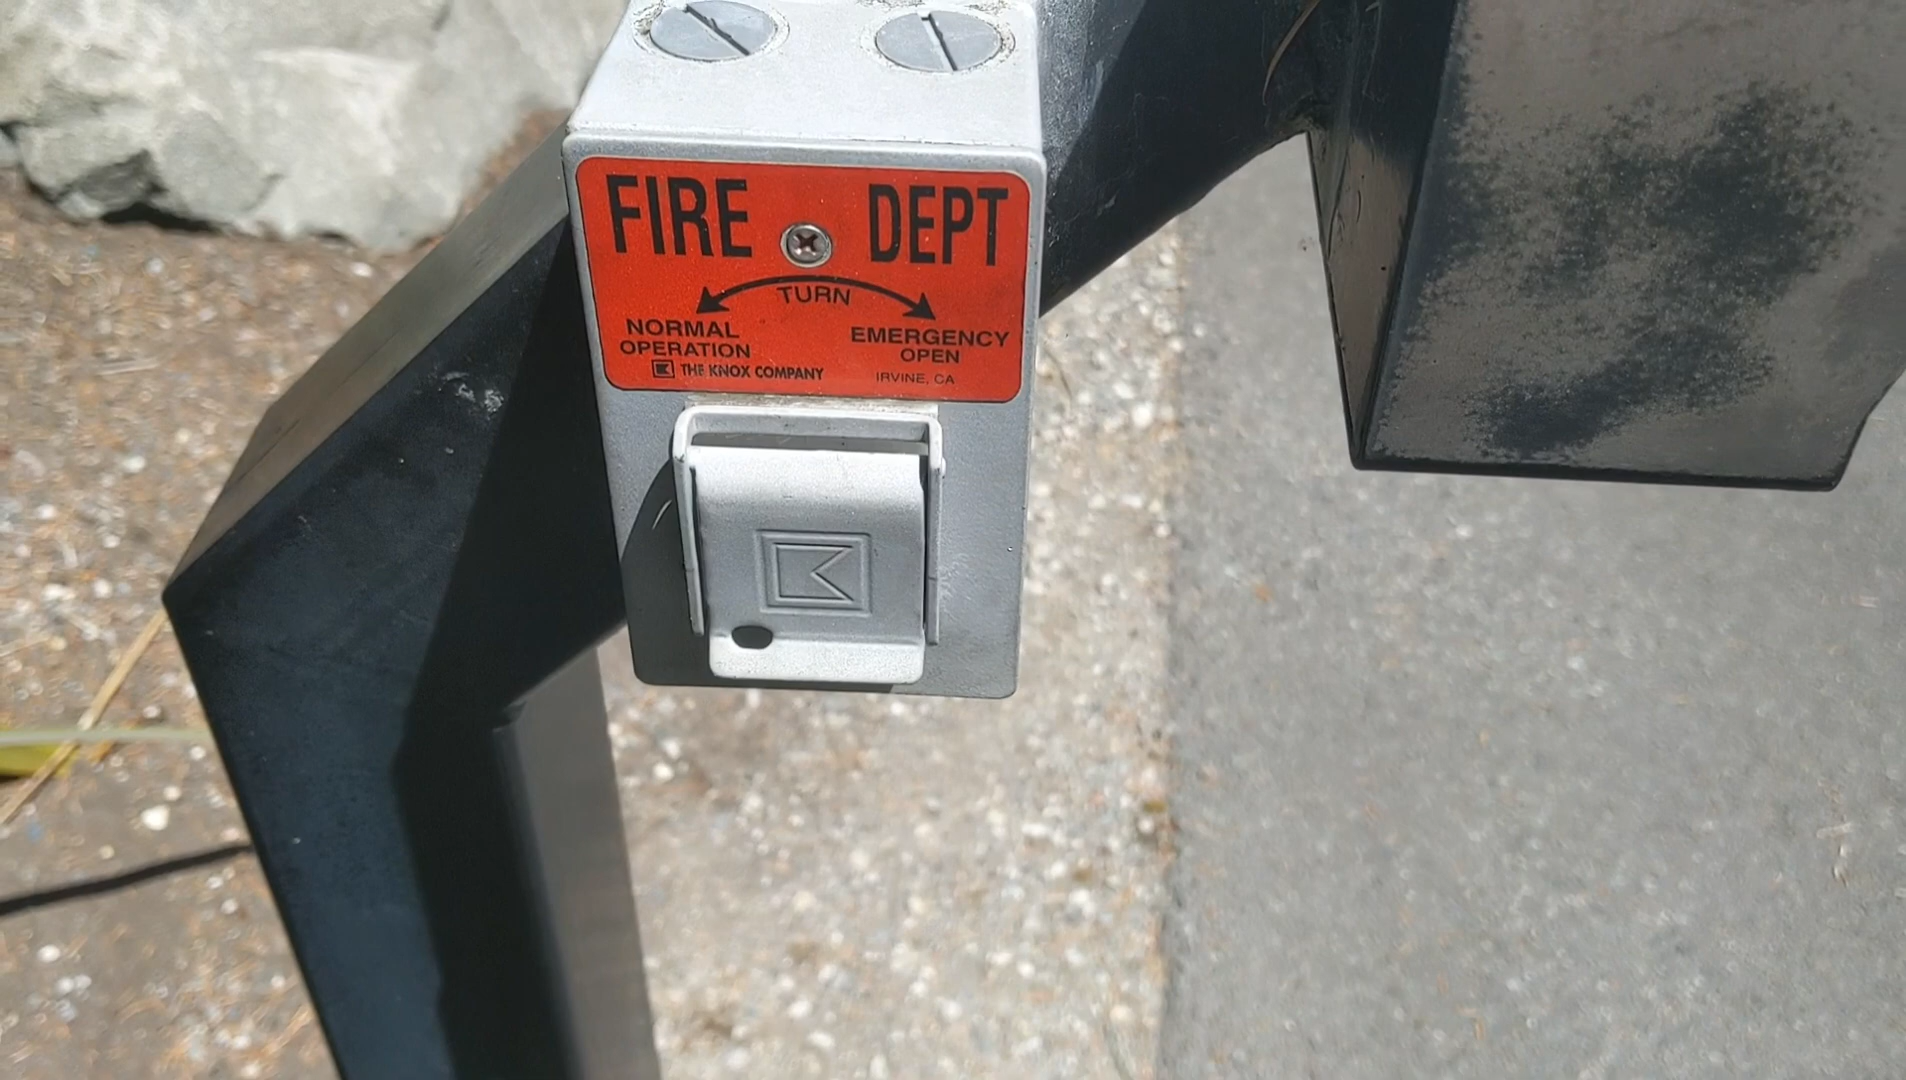 FIRE DEPT
TURN
NORMAL OPERATION
EMERGENCY OPEN
THE KNOX COMPANY
IRVINE, CA